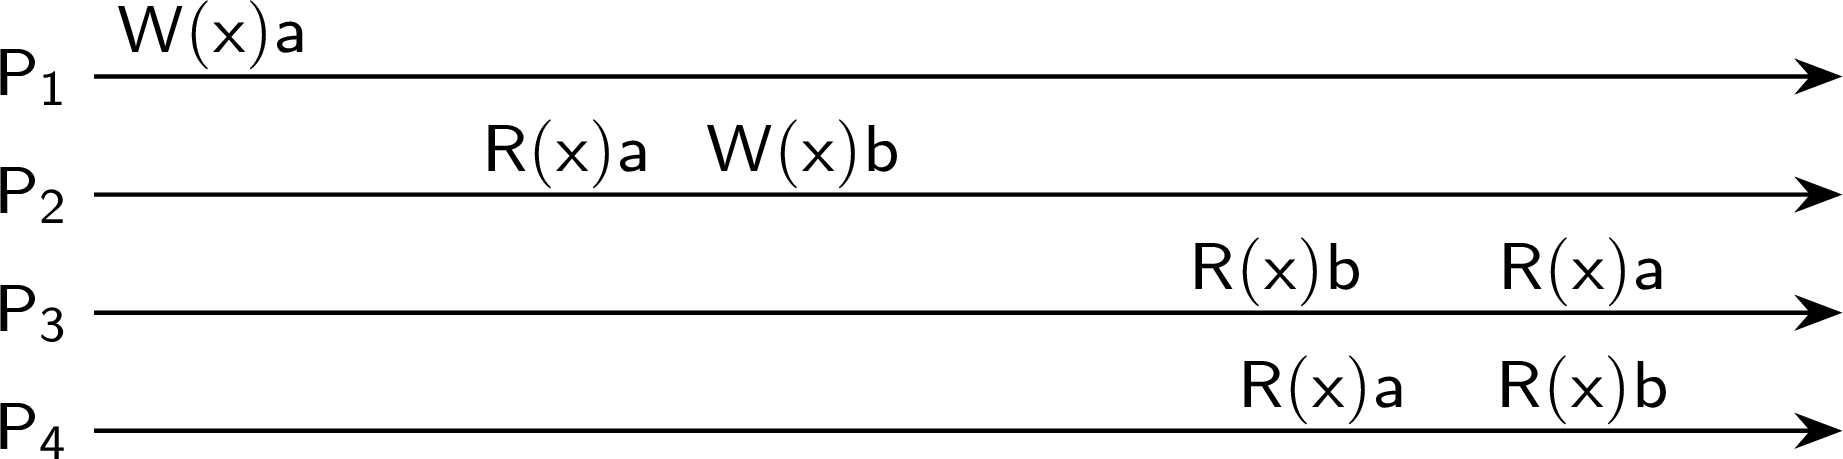 W(x)a
P₁
R(x)a W(x)b
P₂
R(x)b R(x)a
P₃
R(x)a R(x)b
P₄